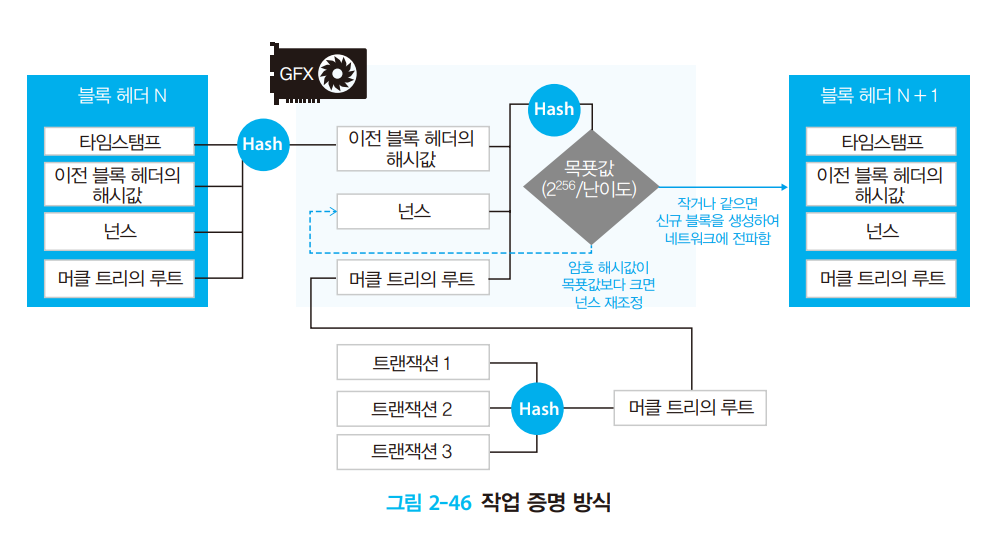 GFX
블록 헤더 N
타임스탬프
이전 블록 헤더의
해시값
넌스
머클 트리의 루트
Hash
이전 블록 헤더의
해시값
넌스
머클 트리의 루트
Hash
목푯값
(2²⁵⁶/난이도)
암호 해시값이
목푯값보다 크면
넌스 재조정
작거나 같으면
신규 블록을 생성하여
네트워크에 전파함
블록 헤더 N + 1
타임스탬프
이전 블록 헤더의
해시값
넌스
머클 트리의 루트
트랜잭션 1
트랜잭션 2
트랜잭션 3
Hash
머클 트리의 루트
그림 2-46 작업 증명 방식